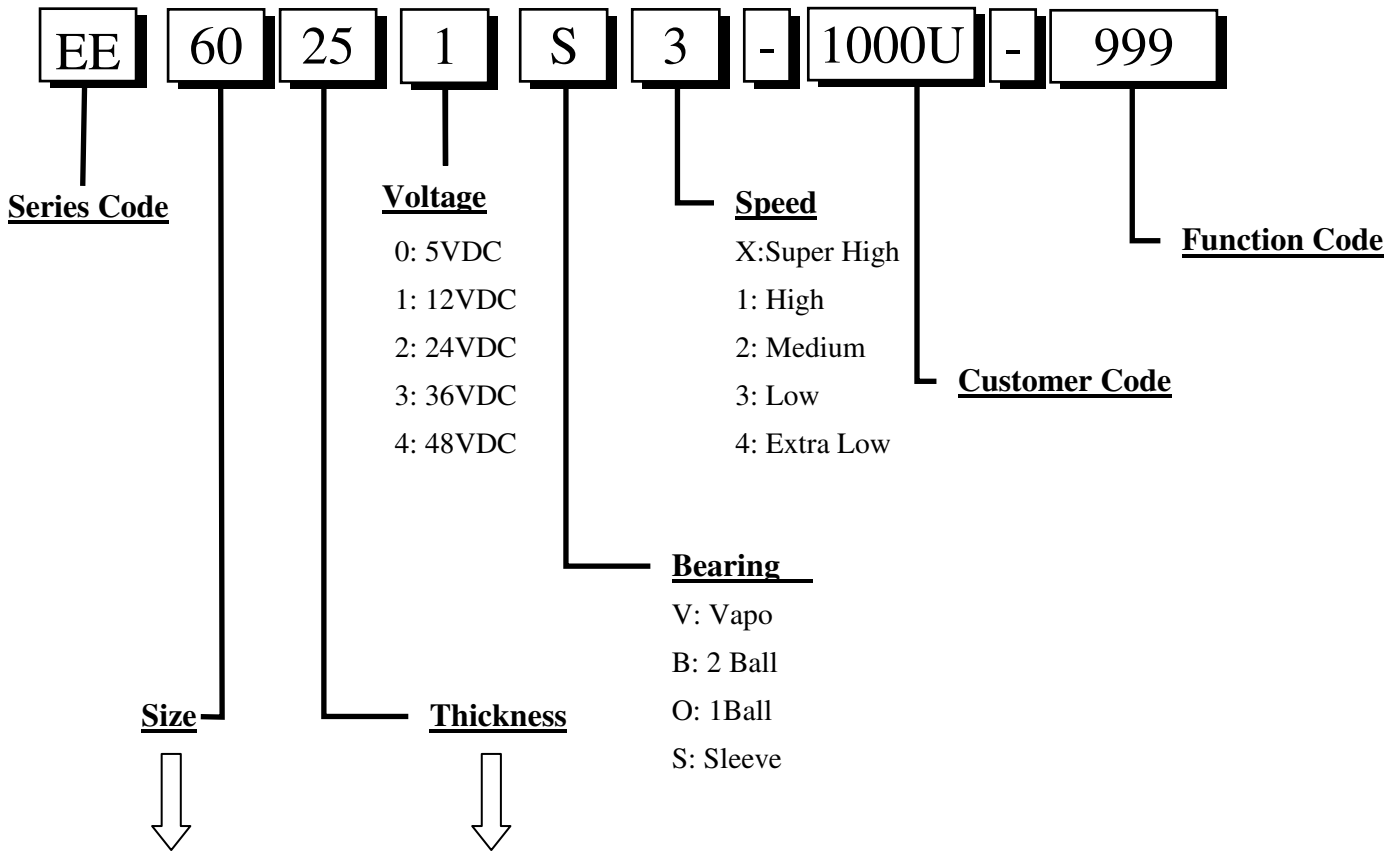 EE 60 25 1 S 3 - 1000U - 999
Series Code
Voltage
0: 5VDC
1: 12VDC
2: 24VDC
3: 36VDC
4: 48VDC
Speed
X:Super High
1: High
2: Medium
3: Low
4: Extra Low
Function Code
Customer Code
Bearing
V: Vapo
B: 2 Ball
O: 1Ball
S: Sleeve
Size
Thickness